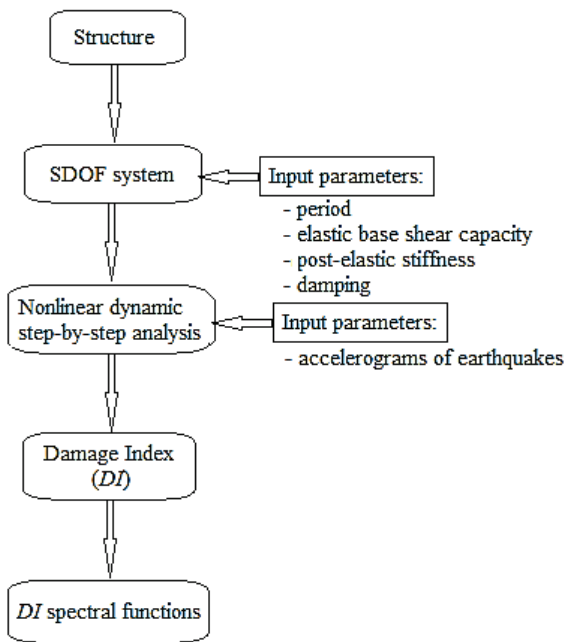 Structure
SDOF system
Input parameters:
- period
- elastic base shear capacity
- post-elastic stiffness
- damping
Nonlinear dynamic
step-by-step analysis
Input parameters:
- accelerograms of earthquakes
Damage Index
(DI)
DI spectral functions